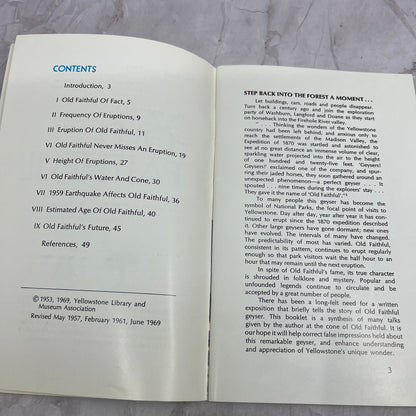 CONTENTS
Introduction, 3
I Old Faithful Of Fact, 5
II Frequency Of Eruptions, 9
III Eruption Of Old Faithful, 11
VI Old Faithful Never Misses An Eruption, 19
V Height Of Eruptions, 27
VI Old Faithful's Water And Cone, 30
VII 1959 Earthquake Affects Old Faithful, 36
VIII Estimated Age Of Old Faithful, 40
IX Old Faithful's Future, 45
References, 49
© 1953, 1969, Yellowstone Library and
Museum Association
Revised May 1957, February 1961, June 1969
STEP BACK INTO THE FOREST A MOMENT . . .
Let buildings, cars, roads and people disappear.
Turn back a century ago and join the exploration
party of Washburn, Langford and Doane as they start
on horseback into the Firehole River valley.
" . . . Thinking the wonders of the Yellowstone
country had been left behind, and anxious only to
reach the settlements of the Madison Valley, the
Expedition of 1870 was startled and astonished to
see at no great distance an immense volume of clear,
sparkling water projected into the air to the height
of one hundred and twenty-five feet. 'Geysers!
Geysers!' exclaimed one of the company, and spur-
ring their jaded horses, they soon gathered around an
unexpected phenomenon—a perfect geyser . . . It
spouted . . . nine times during the explorers' stay . . .
They gave it the name of 'Old Faithful'."
To many people this geyser has become the
symbol of National Parks, the focal point of visits to
Yellowstone. Day after day, year after year it has con-
tinued to erupt since the 1870 expedition described
it. Other large geysers have gone dormant; new ones
have evolved. The intervals of many have changed.
The predictability of most has varied. Old Faithful,
consistent in its pattern, continues to erupt regularly
enough so that park visitors wait the half hour to an
hour that may remain until the next eruption.
In spite of Old Faithful's fame, its true character
is shrouded in folklore and mystery. Popular and
unfounded legends continue to circulate and be
accepted by a great number of people.
There has been a long-felt need for a written
exposition that briefly tells the story of Old Faithful
geyser. This booklet is a synthesis of many talks
given by the author at the cone of Old Faithful. It is our
hope it will help correct false impressions held about
this remarkable geyser, and enhance understanding
and appreciation of Yellowstone's unique wonder.
3